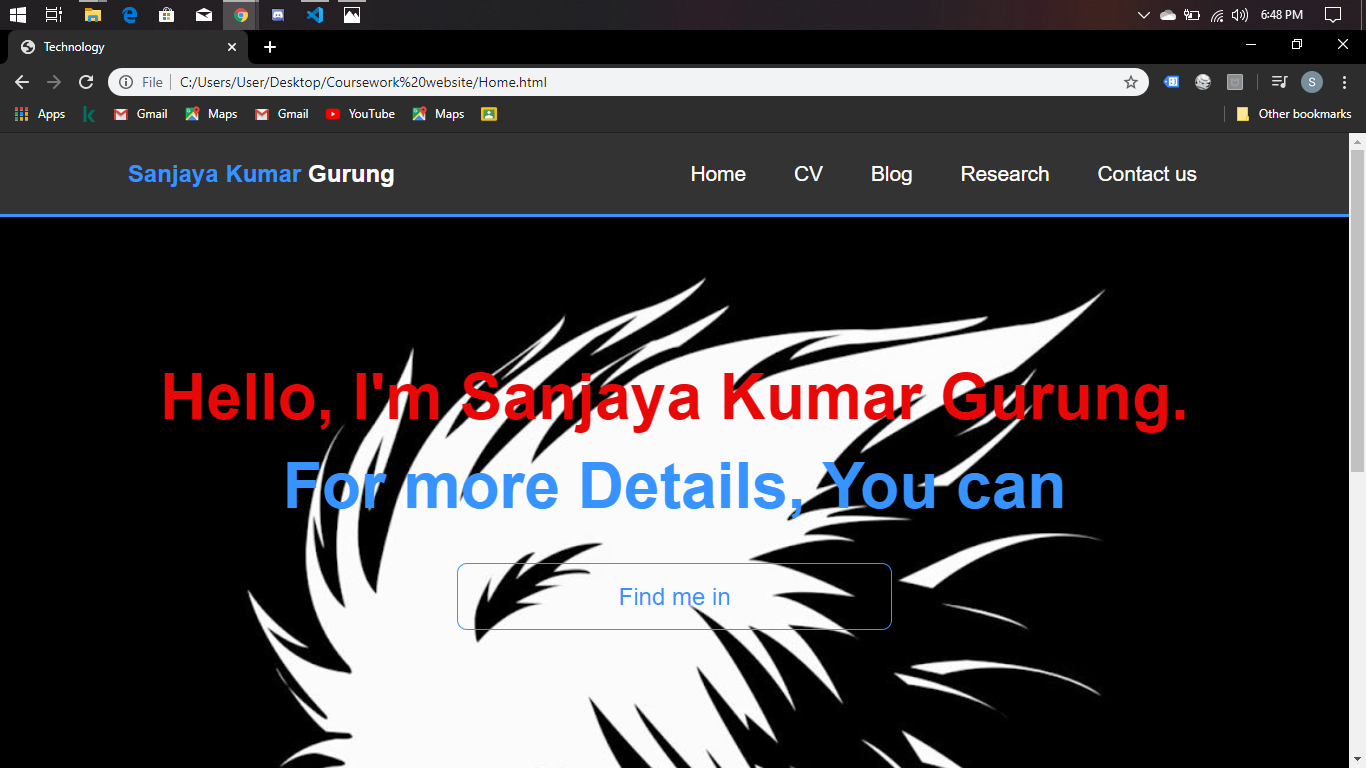 6:48 PM
Technology
File C:/Users/User/Desktop/Coursework%20website/Home.html
S
Apps Gmail Maps Gmail YouTube Maps Other bookmarks
Sanjaya Kumar Gurung Home CV Blog Research Contact us
Hello, I'm Sanjaya Kumar Gurung.
For more Details, You can
Find me in